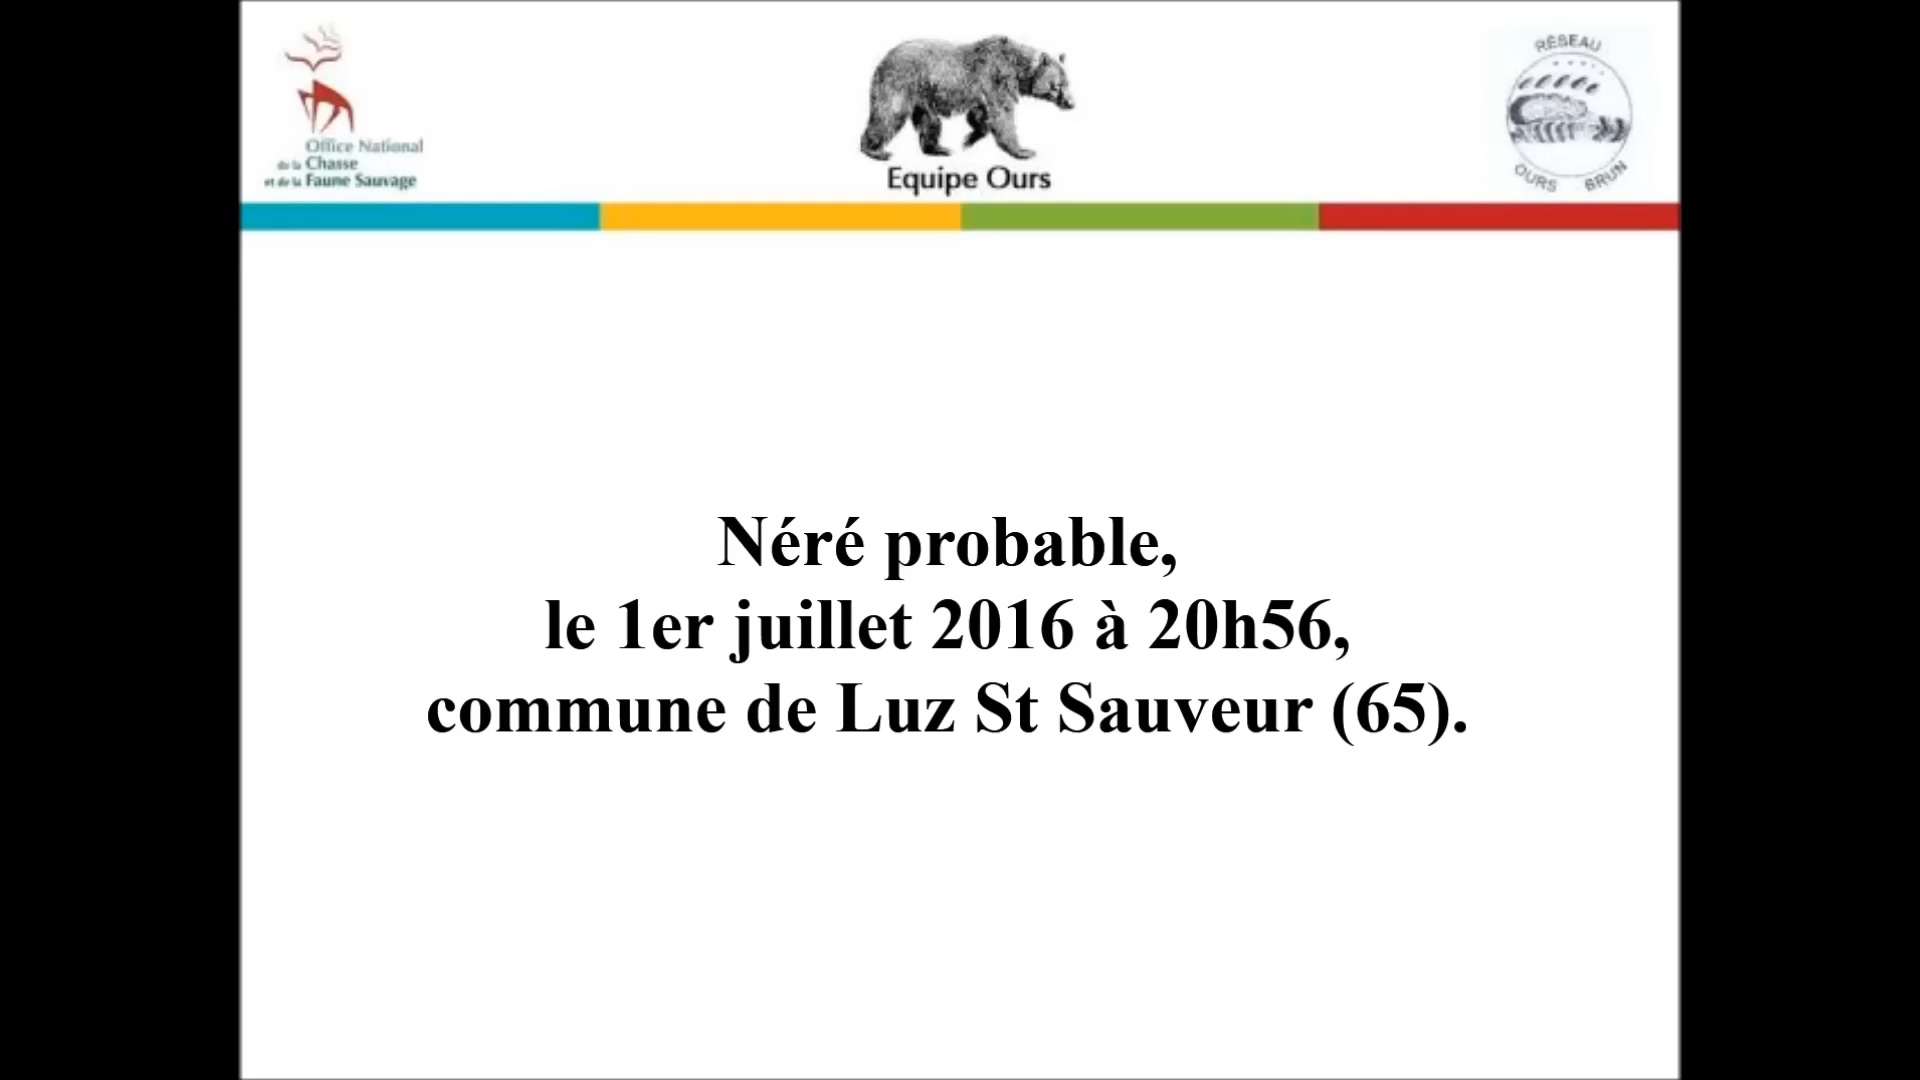 Office National
de la Chasse
et de la Faune Sauvage
Equipe Ours
RÉSEAU
OURS BRUN
Néré probable,
le 1er juillet 2016 à 20h56,
commune de Luz St Sauveur (65).